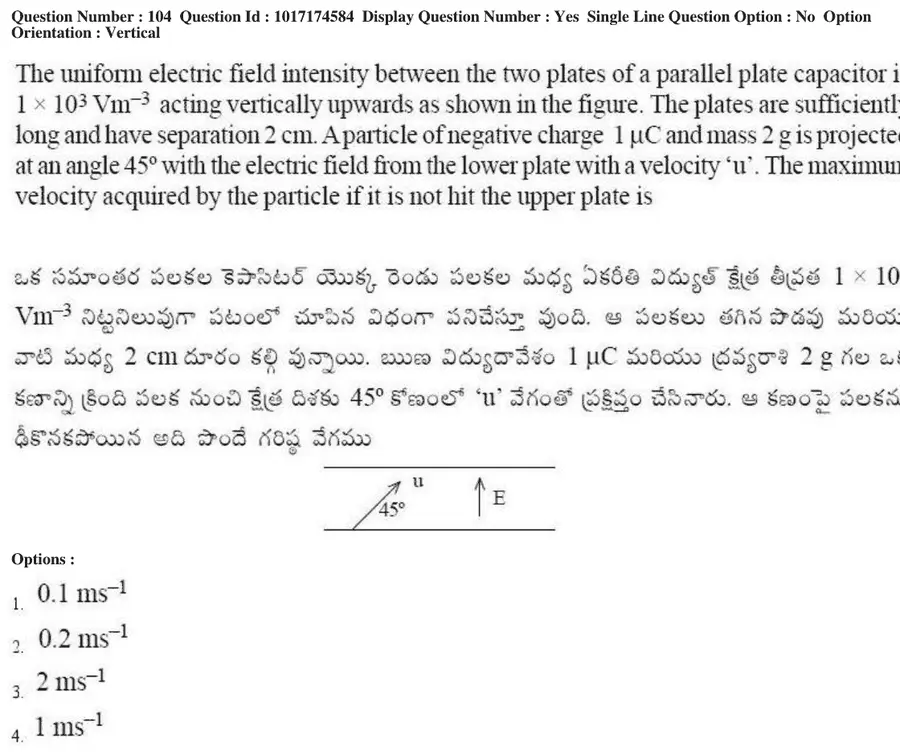 Question Number : 104 Question Id : 1017174584 Display Question Number : Yes Single Line Question Option : No Option
Orientation : Vertical
The uniform electric field intensity between the two plates of a parallel plate capacitor i
1 × 10³ Vm⁻³ acting vertically upwards as shown in the figure. The plates are sufficiently
long and have separation 2 cm. A particle of negative charge 1 μC and mass 2 g is projecte
at an angle 45º with the electric field from the lower plate with a velocity ‘u’. The maximum
velocity acquired by the particle if it is not hit the upper plate is
ఒక సమాంతర పలకల కెపాసిటర్ యొక్క రెండు పలకల మధ్య ఏకరీతి విద్యుత్ క్షేత్ర తీవ్రత 1 × 10
Vm⁻³ నిట్టనిలువుగా పటంలో చూపిన విధంగా పనిచేస్తూ వుంది. ఆ పలకలు తగిన పొడవు మరియు
వాటి మధ్య 2 cm దూరం కల్గి వున్నాయి. ఋణ విద్యుదావేశం 1 μC మరియు ద్రవ్యరాశి 2 g గల ఒక
కణాన్ని క్రింది పలక నుంచి క్షేత్ర దిశకు 45º కోణంలో ‘u’ వేగంతో ప్రక్షిప్తం చేసినారు. ఆ కణంపై పలకను
ఢీకొనకపోయిన అది పొందే గరిష్ఠ వేగము
u
45º
E
Options :
1. 0.1 ms⁻¹
2. 0.2 ms⁻¹
3. 2 ms⁻¹
4. 1 ms⁻¹